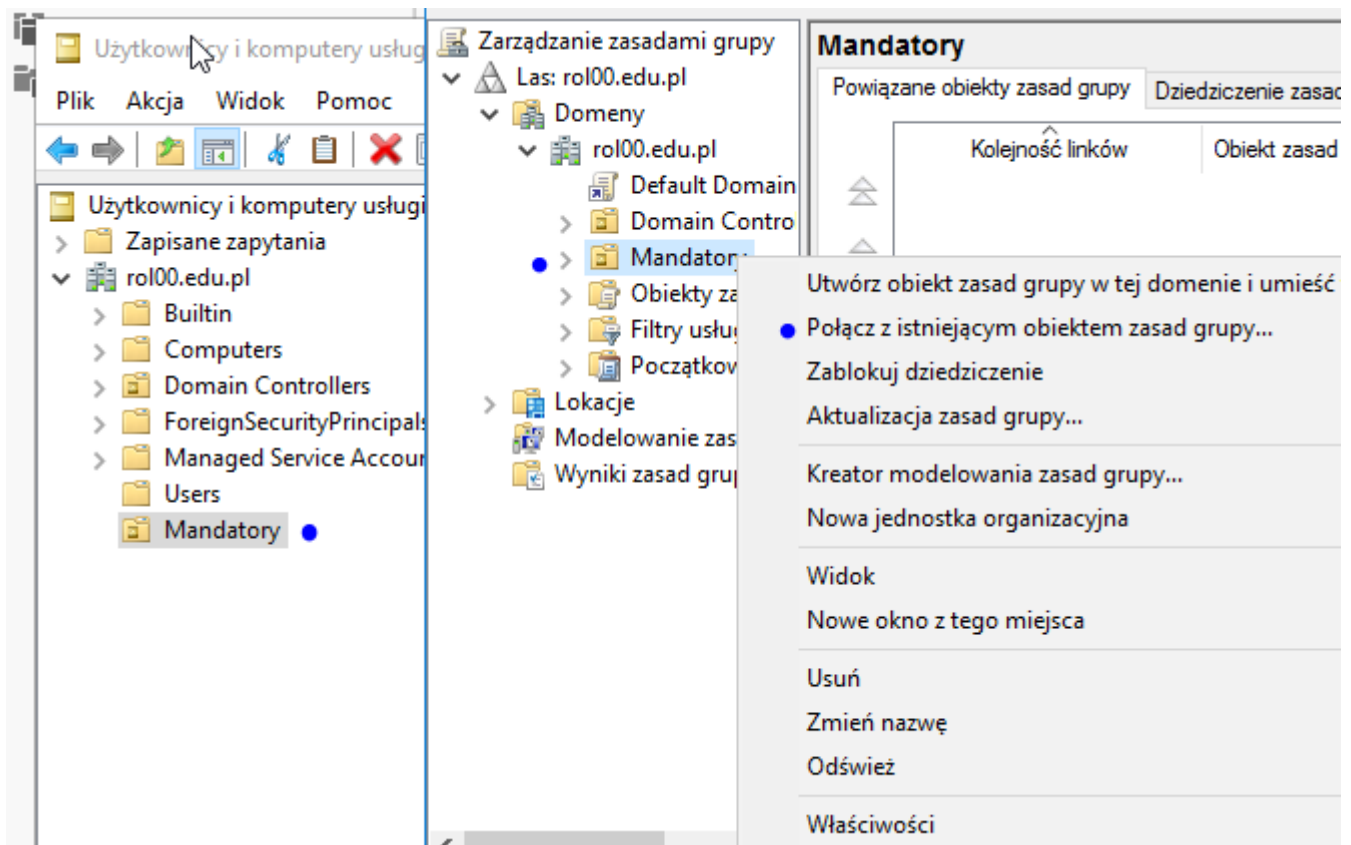 Użytkownicy i komputery usług
Plik Akcja Widok Pomoc
Użytkownicy i komputery usługi
Zapisane zapytania
rol00.edu.pl
Builtin
Computers
Domain Controllers
ForeignSecurityPrincipals
Managed Service Accour
Users
Mandatory
Zarządzanie zasadami grupy
Las: rol00.edu.pl
Domeny
rol00.edu.pl
Default Domain
Domain Contro
Mandatory
Obiekty za
Filtry usłu
Początkow
Lokacje
Modelowanie zas
Wyniki zasad grup
Mandatory
Powiązane obiekty zasad grupy Dziedziczenie zasad
Kolejność linków Obiekt zasad
Utwórz obiekt zasad grupy w tej domenie i umieść
Połącz z istniejącym obiektem zasad grupy...
Zablokuj dziedziczenie
Aktualizacja zasad grupy...
Kreator modelowania zasad grupy...
Nowa jednostka organizacyjna
Widok
Nowe okno z tego miejsca
Usuń
Zmień nazwę
Odśwież
Właściwości